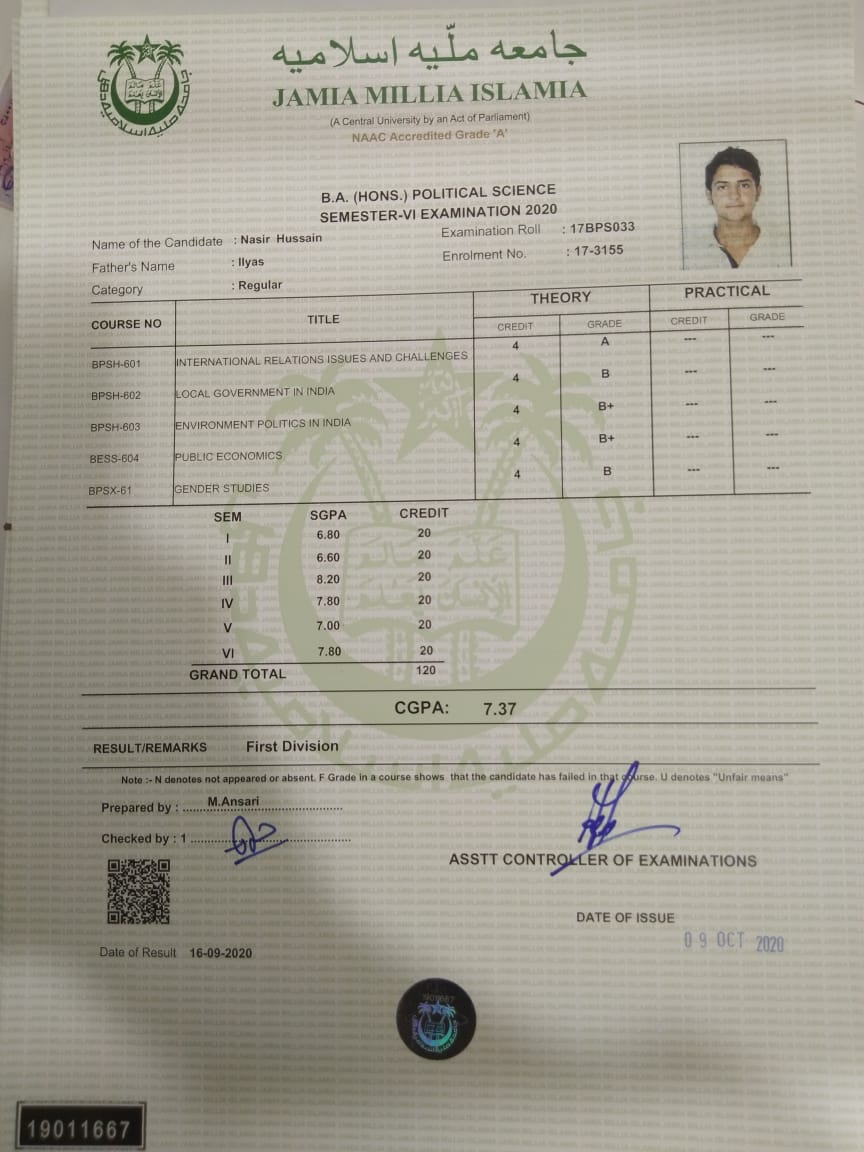 جامعه ملّيه اسلاميه
JAMIA MILLIA ISLAMIA
(A Central University by an Act of Parliament)
NAAC Accredited Grade 'A'
B.A. (HONS.) POLITICAL SCIENCE
SEMESTER-VI EXAMINATION 2020
Name of the Candidate : Nasir Hussain Examination Roll : 17BPS033
Father's Name : Ilyas Enrolment No. : 17-3155
Category : Regular
COURSE NO TITLE THEORY PRACTICAL
CREDIT GRADE CREDIT GRADE
BPSH-601 INTERNATIONAL RELATIONS ISSUES AND CHALLENGES 4 A --- ---
BPSH-602 LOCAL GOVERNMENT IN INDIA 4 B --- ---
BPSH-603 ENVIRONMENT POLITICS IN INDIA 4 B+ --- ---
BESS-604 PUBLIC ECONOMICS 4 B+ --- ---
BPSX-61 GENDER STUDIES 4 B --- ---
SEM SGPA CREDIT
I 6.80 20
II 6.60 20
III 8.20 20
IV 7.80 20
V 7.00 20
VI 7.80 20
GRAND TOTAL 120
CGPA: 7.37
RESULT/REMARKS First Division
Note :- N denotes not appeared or absent. F Grade in a course shows that the candidate has failed in that course. U denotes "Unfair means"
Prepared by : M.Ansari
Checked by : 1
ASSTT CONTROLLER OF EXAMINATIONS
DATE OF ISSUE
09 OCT 2020
Date of Result 16-09-2020
19011667